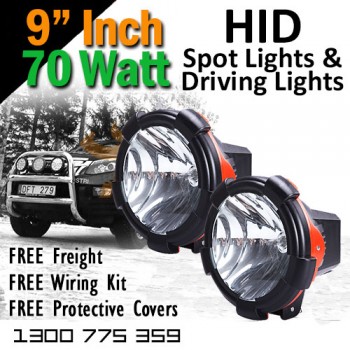 9” Inch
70 Watt
HID
Spot Lights &
Driving Lights
FREE Freight
FREE Wiring Kit
FREE Protective Covers
1300 775 359